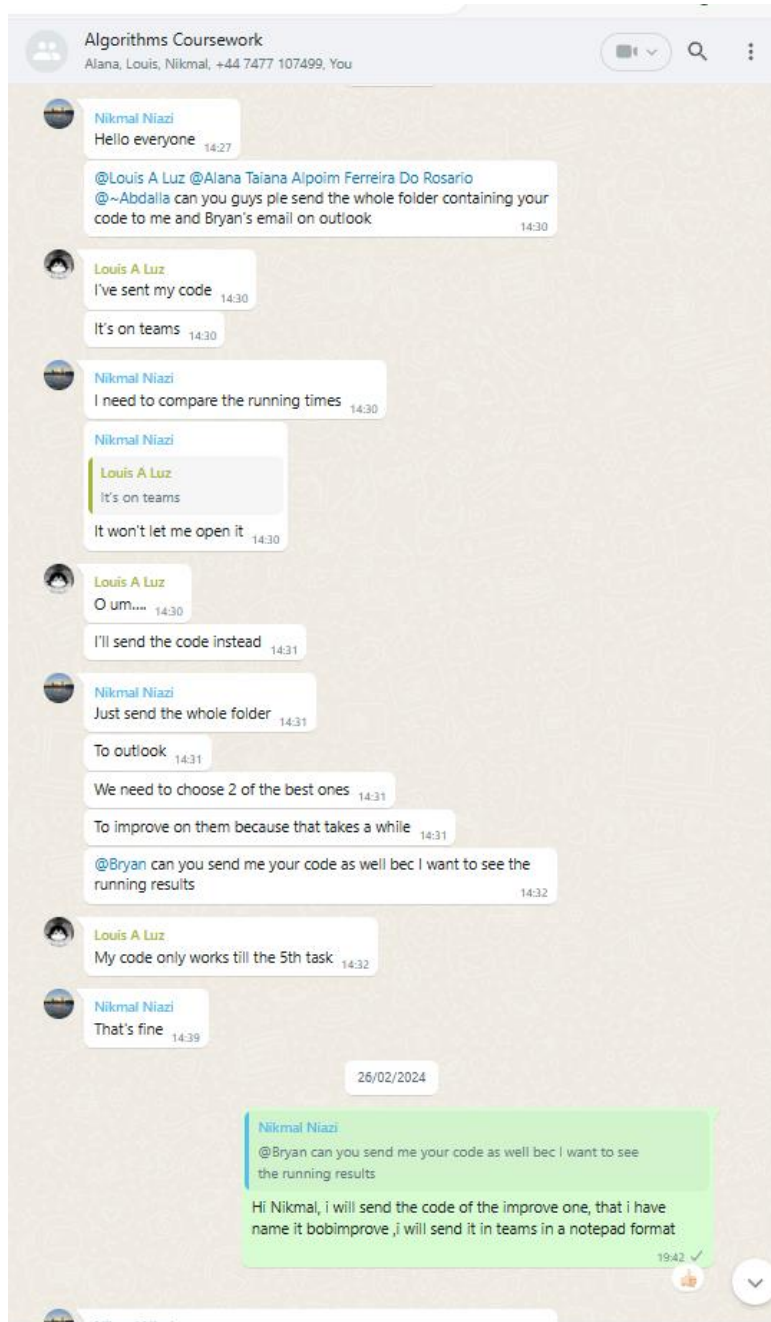 Algorithms Coursework
Alana, Louis, Nikmal, +44 7477 107499, You
Nikmal Niazi
Hello everyone 14:27
@Louis A Luz @Alana Taiana Alpoim Ferreira Do Rosario
@~Abdalla can you guys ple send the whole folder containing your
code to me and Bryan's email on outlook
14:30
Louis A Luz
I've sent my code 14:30
It's on teams 14:30
Nikmal Niazi
I need to compare the running times 14:30
Nikmal Niazi
Louis A Luz
It's on teams
It won't let me open it 14:30
Louis A Luz
O um.... 14:30
I'll send the code instead 14:31
Nikmal Niazi
Just send the whole folder 14:31
To outlook 14:31
We need to choose 2 of the best ones 14:31
To improve on them because that takes a while 14:31
@Bryan can you send me your code as well bec I want to see the
running results
14:32
Louis A Luz
My code only works till the 5th task 14:32
Nikmal Niazi
That's fine 14:39
26/02/2024
Nikmal Niazi
@Bryan can you send me your code as well bec I want to see
the running results
Hi Nikmal, i will send the code of the improve one, that i have
name it bobimprove ,i will send it in teams in a notepad format
19:42